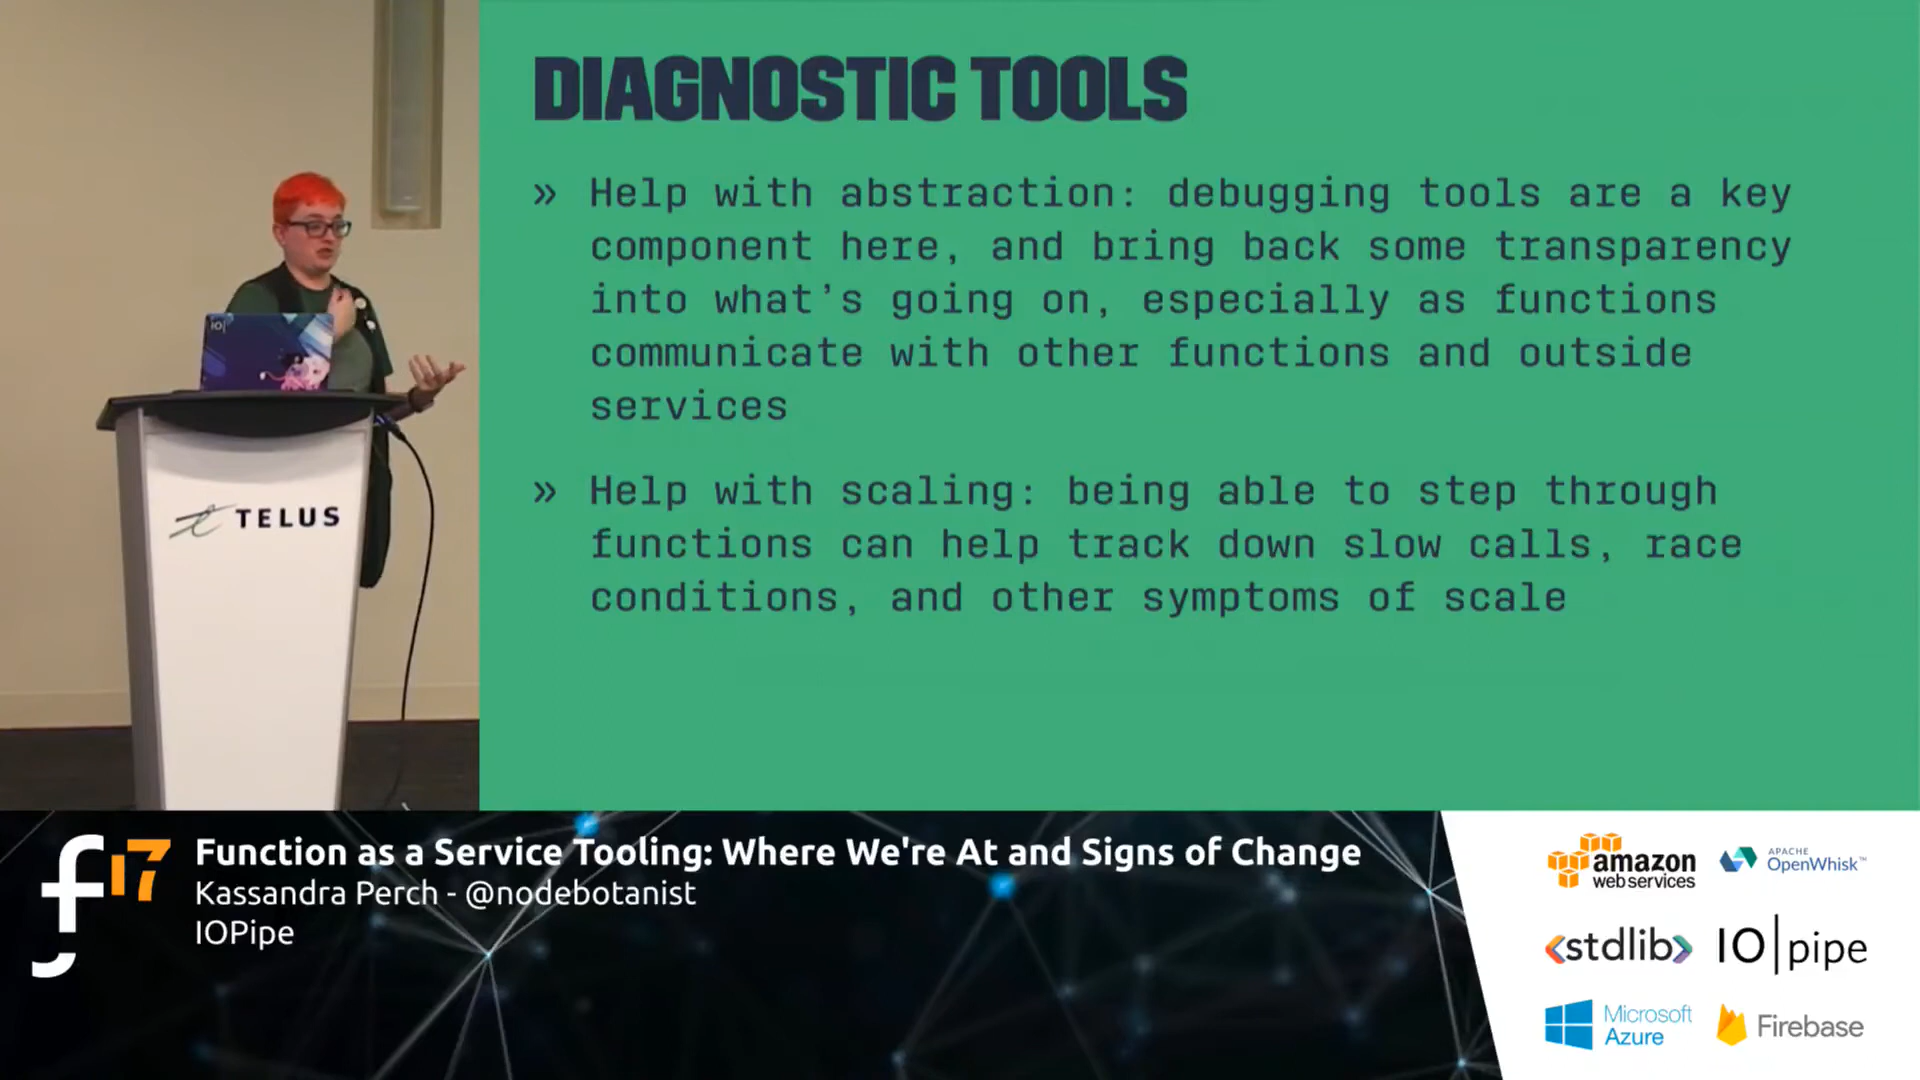 DIAGNOSTIC TOOLS
» Help with abstraction: debugging tools are a key
component here, and bring back some transparency
into what's going on, especially as functions
communicate with other functions and outside
services
» Help with scaling: being able to step through
functions can help track down slow calls, race
conditions, and other symptoms of scale
IO|
TELUS
f17
Function as a Service Tooling: Where We're At and Signs of Change
Kassandra Perch - @nodebotanist
IOPipe
amazon
webservices
APACHE
OpenWhisk™
<stdlib>
IO|pipe
Microsoft
Azure
Firebase